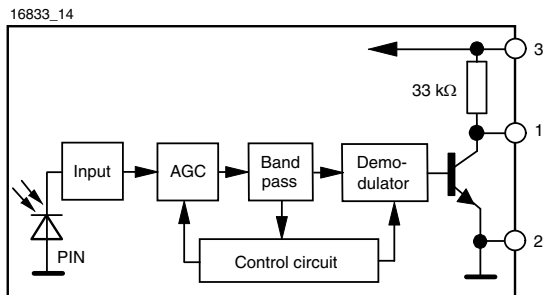 16833_14
3
33 kΩ
1
Input
AGC
Band
pass
Demo-
dulator
2
PIN
Control circuit